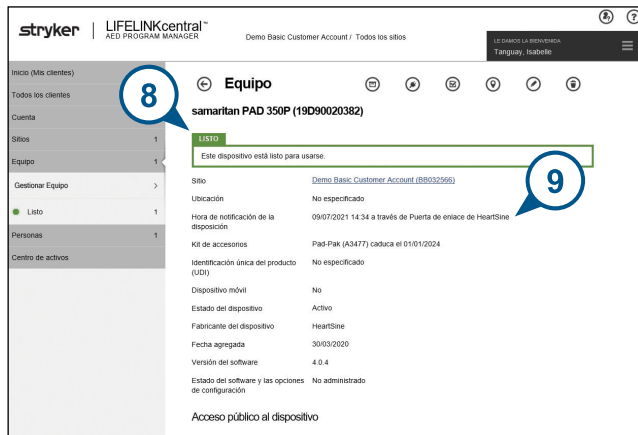 stryker
LIFELINKcentral™
AED PROGRAM MANAGER
Demo Basic Customer Account / Todos los sitios
LE DAMOS LA BIENVENIDA
Tanguay, Isabelle
?
Inicio (Mis clientes)
Todos los clientes
Cuenta
Sitios 1
Equipo 1
Gestionar Equipo >
Listo 1
Personas 1
Centro de activos
8
Equipo
samaritan PAD 350P (19D90020382)
LISTO
Este dispositivo está listo para usarse.
9
Sitio Demo Basic Customer Account (BB032566)
Ubicación No especificado
Hora de notificación de la disposición 09/07/2021 14:34 a través de Puerta de enlace de HeartSine
Kit de accesorios Pad-Pak (A3477) caduca el 01/01/2024
Identificación única del producto (UDI) No especificado
Dispositivo móvil No
Estado del dispositivo Activo
Fabricante del dispositivo HeartSine
Fecha agregada 30/03/2020
Versión del software 4.0.4
Estado del software y las opciones de configuración No administrado
Acceso público al dispositivo